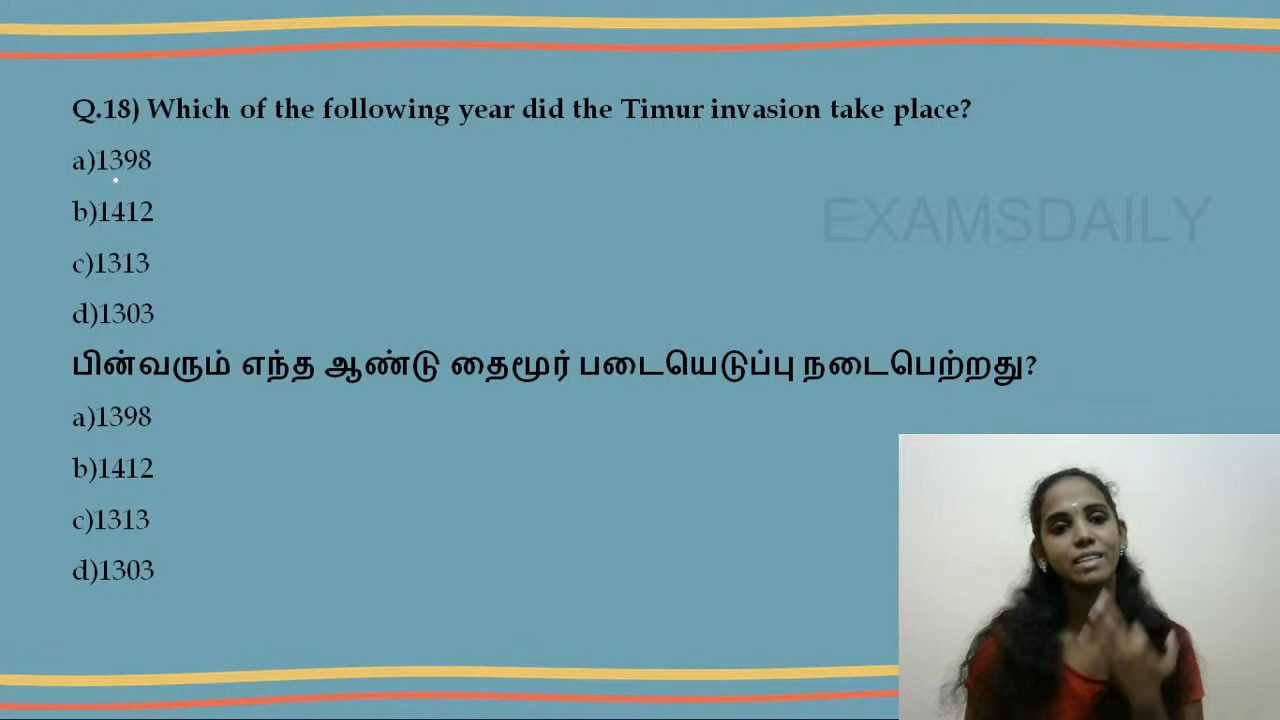 Q.18) Which of the following year did the Timur invasion take place?
a)1398
b)1412
EXAMSDAILY
c)1313
d)1303
பின்வரும் எந்த ஆண்டு தைமூர் படையெடுப்பு நடைபெற்றது?
a)1398
b)1412
c)1313
d)1303